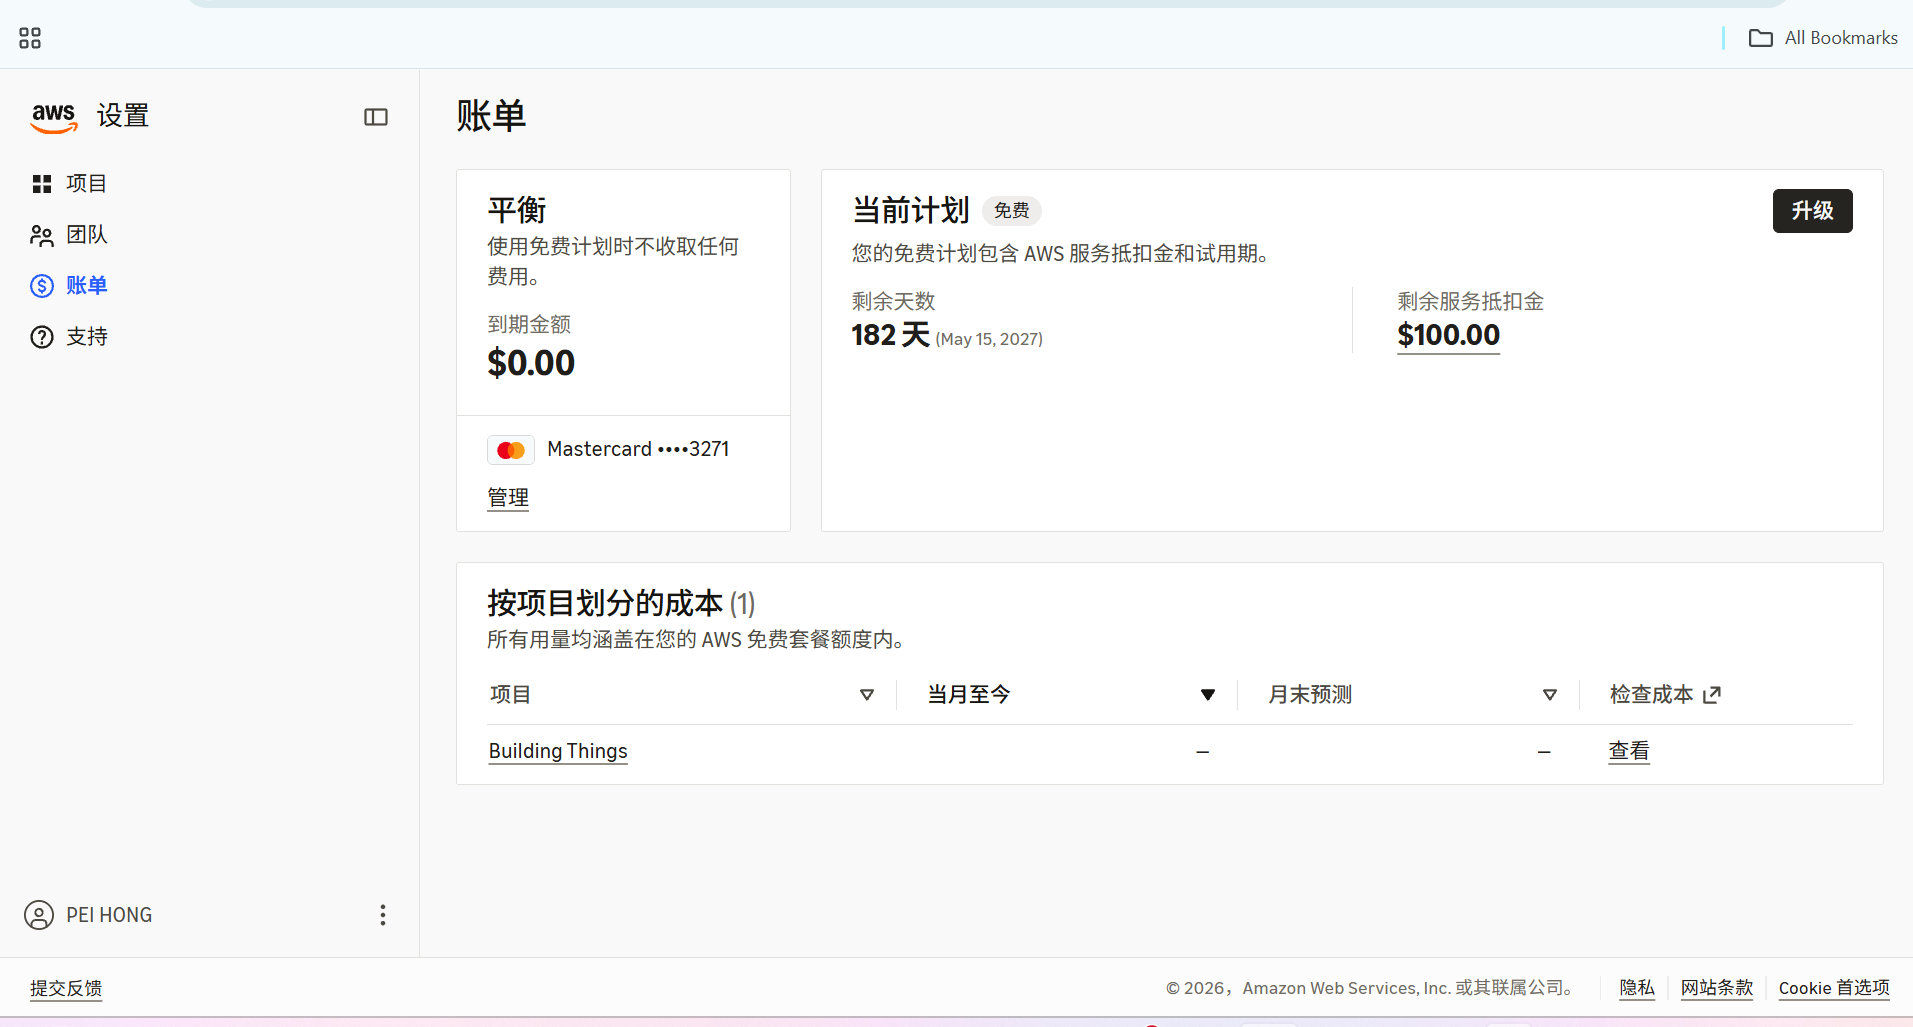 All Bookmarks
aws 设置
项目
团队
账单
支持
账单
平衡
使用免费计划时不收取任何
费用。
到期金额
$0.00
Mastercard ••••3271
管理
当前计划 免费
升级
您的免费计划包含 AWS 服务抵扣金和试用期。
剩余天数
182 天 (May 15, 2027)
剩余服务抵扣金
$100.00
按项目划分的成本 (1)
所有用量均涵盖在您的 AWS 免费套餐额度内。
项目 当月至今 月末预测 检查成本
Building Things – – 查看
PEI HONG
提交反馈
© 2026，Amazon Web Services, Inc. 或其联属公司。 隐私 网站条款 Cookie 首选项